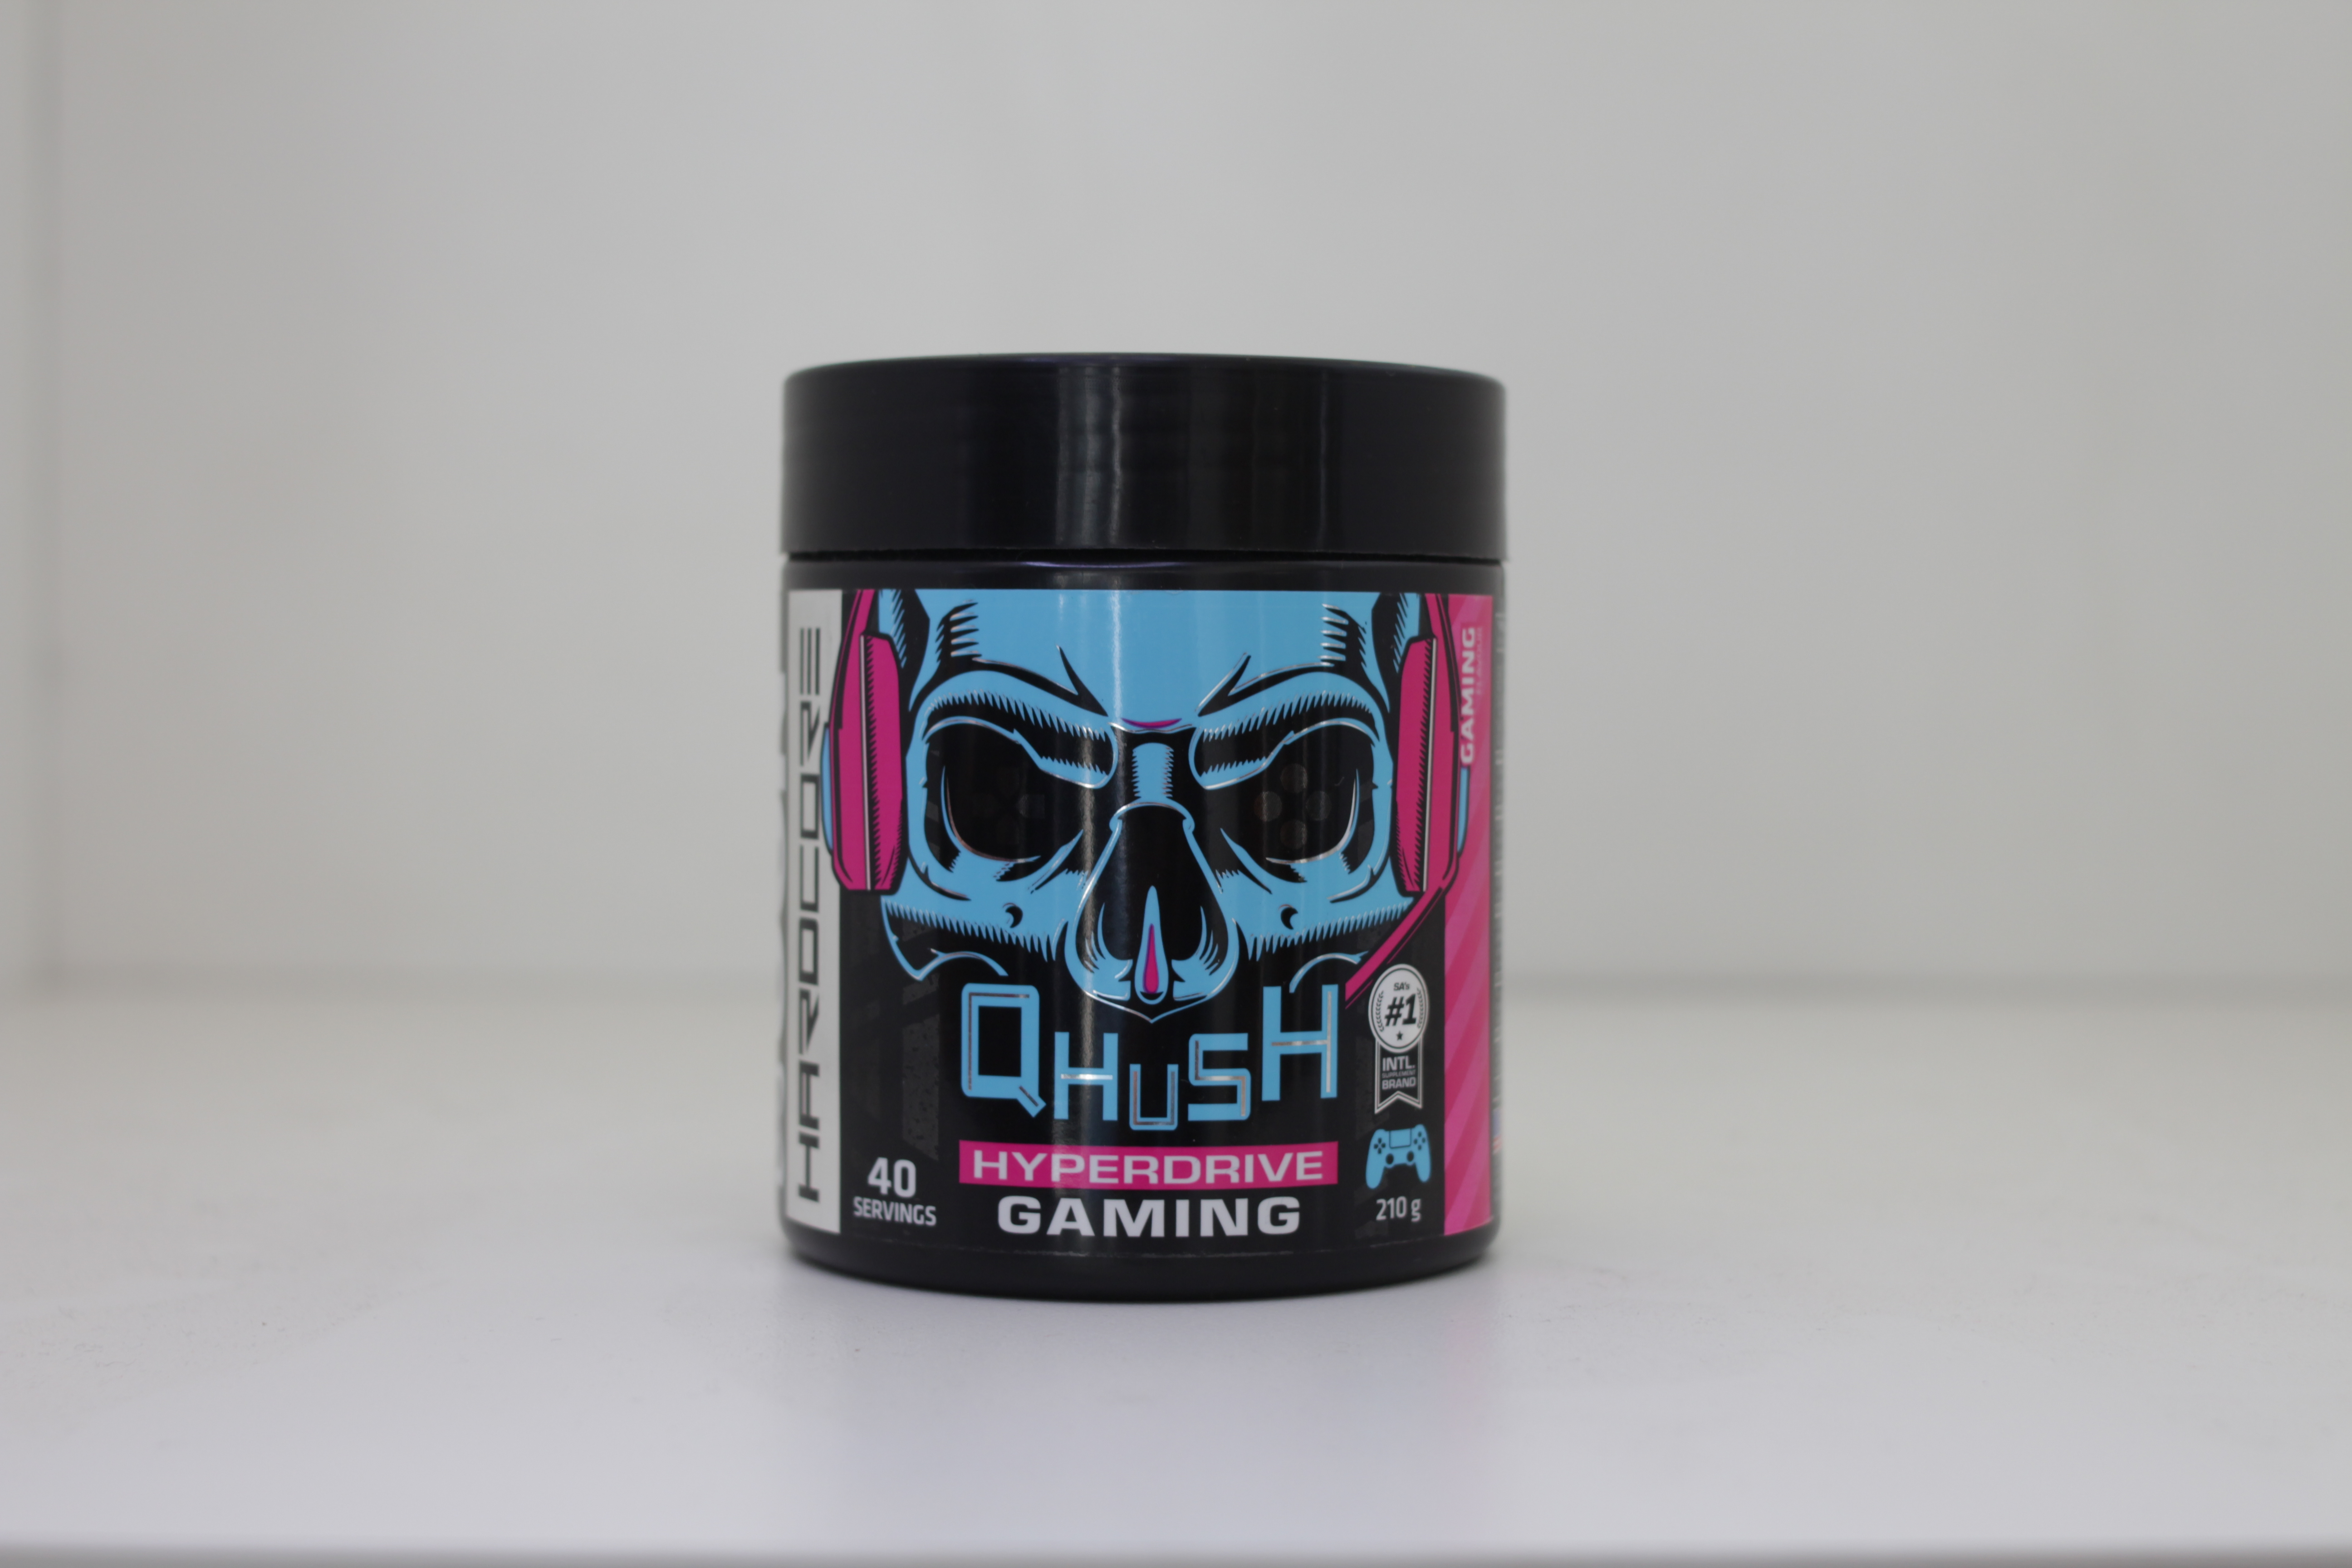 HARDCORE
QHUSH
HYPERDRIVE
GAMING
40
SERVINGS
SA's
#1
INTL.
SUPPLEMENT
BRAND
210 g
GAMING